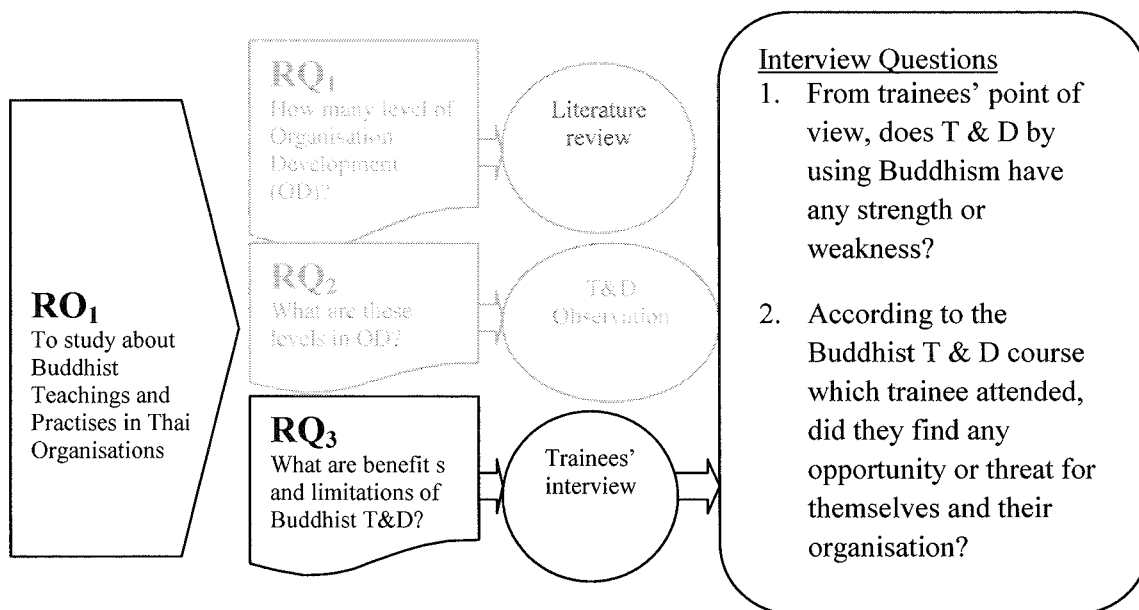 RO1
To study about
Buddhist
Teachings and
Practises in Thai
Organisations
RQ1
How many level of
Organisation
Development
(OD)?
Literature
review
RQ2
What are these
levels in OD?
T&D
Observation
RQ3
What are benefit s
and limitations of
Buddhist T&D?
Trainees'
interview
Interview Questions
1. From trainees' point of
view, does T & D by
using Buddhism have
any strength or
weakness?
2. According to the
Buddhist T & D course
which trainee attended,
did they find any
opportunity or threat for
themselves and their
organisation?